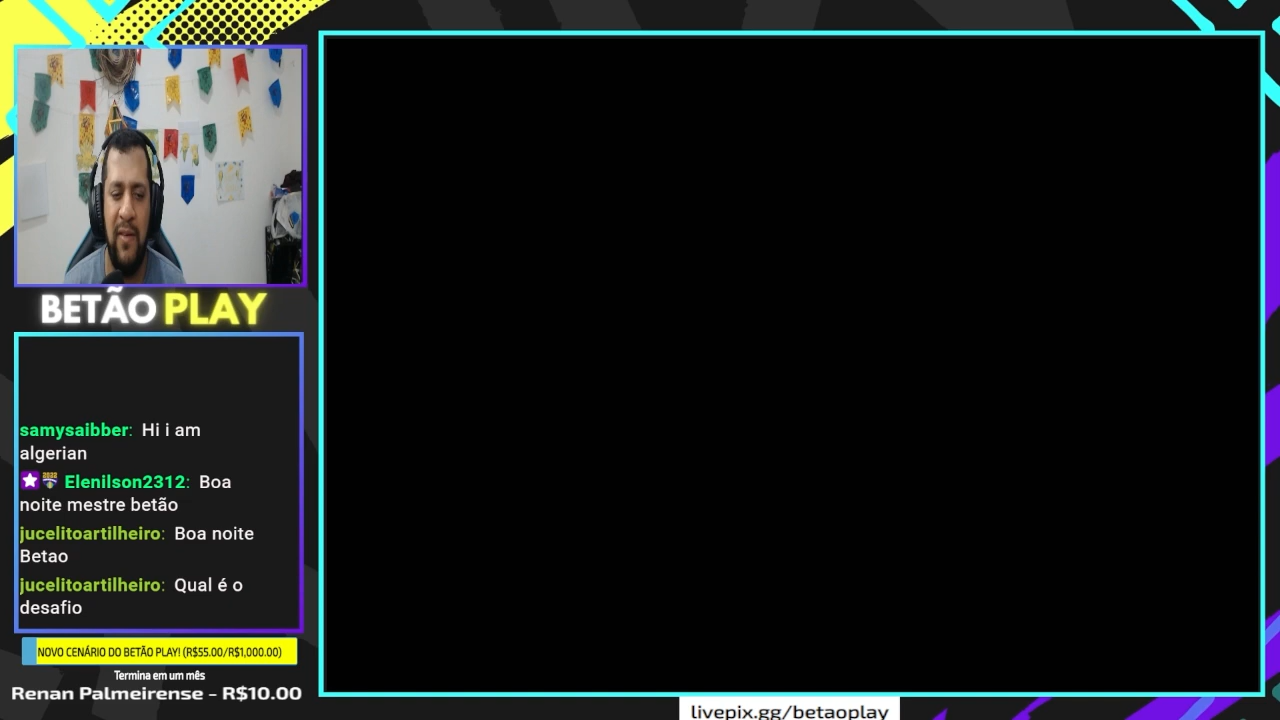 BETÃO PLAY
samysaibber: Hi i am
algerian
Elenilson2312: Boa
noite mestre betão
jucelitoartilheiro: Boa noite
Betao
jucelitoartilheiro: Qual é o
desafio
NOVO CENÁRIO DO BETÃO PLAY! (R$55.00/R$1,000.00)
Termina em um mês
Renan Palmeirense - R$10.00
livepix.gg/betaoplay